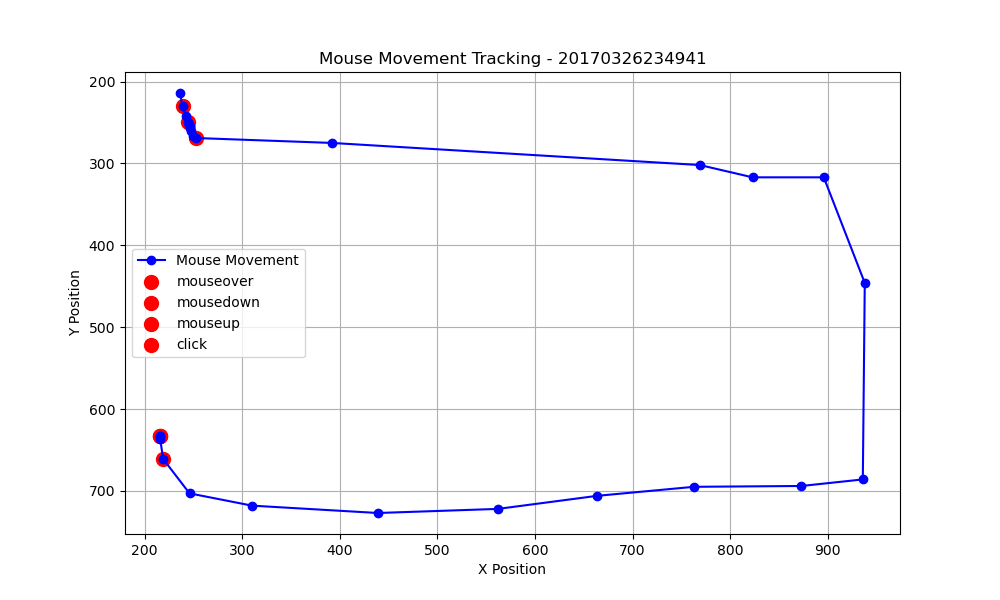 Mouse Movement Tracking - 20170326234941
200
300
400
500
600
700
Y Position
Mouse Movement
mouseover
mousedown
mouseup
click
200 300 400 500 600 700 800 900
X Position